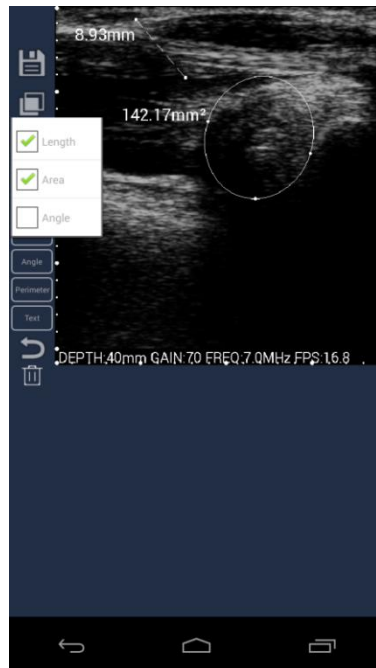 8.93mm
142.17mm²
Length
Area
Angle
Angle
Perimeter
Text
DEPTH:40mm GAIN:70 FREQ:7.0MHz FPS:16.8